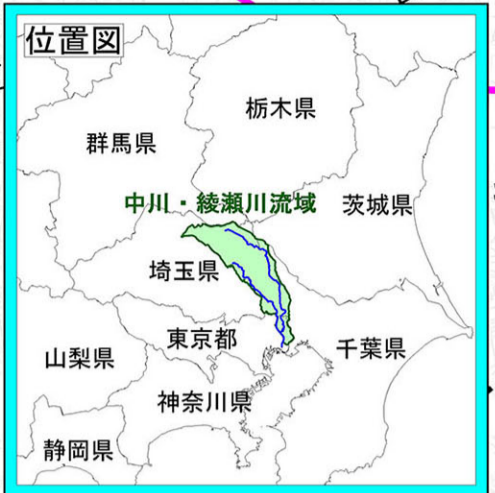 位置図
栃木県
群馬県
中川・綾瀬川流域
茨城県
埼玉県
東京都
千葉県
山梨県
神奈川県
静岡県